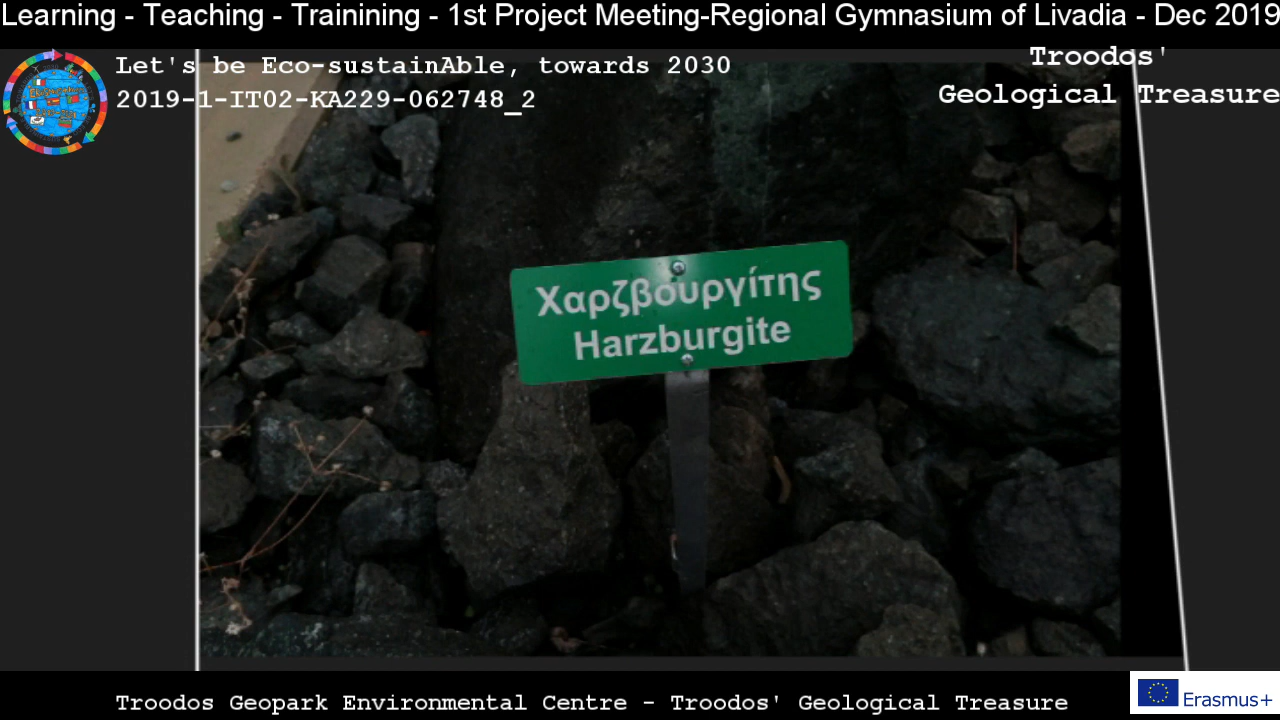 Learning - Teaching - Trainining - 1st Project Meeting-Regional Gymnasium of Livadia - Dec 2019
Let's be Eco-sustainAble, towards 2030
2019-1-IT02-KA229-062748_2
Troodos'
Geological Treasure
Χαρζβουργίτης
Harzburgite
Troodos Geopark Environmental Centre - Troodos' Geological Treasure
Erasmus+